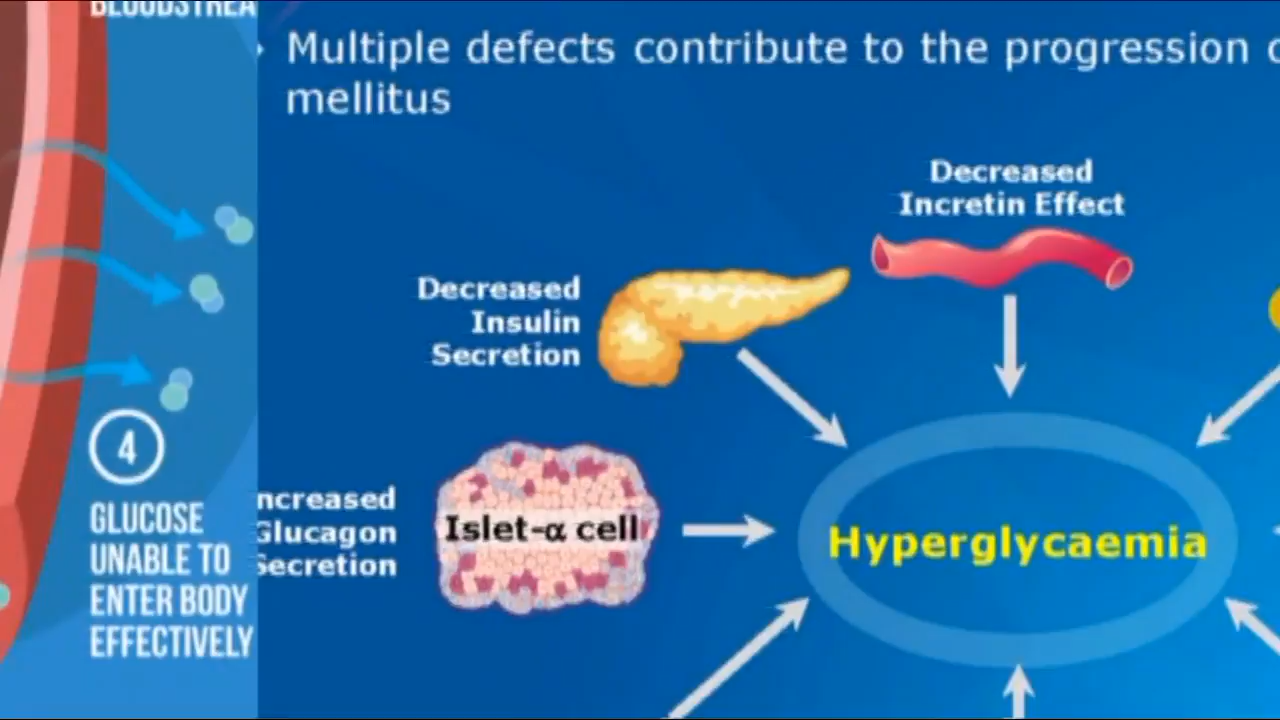 BLOODSTREA
4
GLUCOSE
UNABLE TO
ENTER BODY
EFFECTIVELY
Multiple defects contribute to the progression
mellitus
Decreased
Incretin Effect
Decreased
Insulin
Secretion
ncreased
Glucagon
Secretion
Islet-α cell
Hyperglycaemia